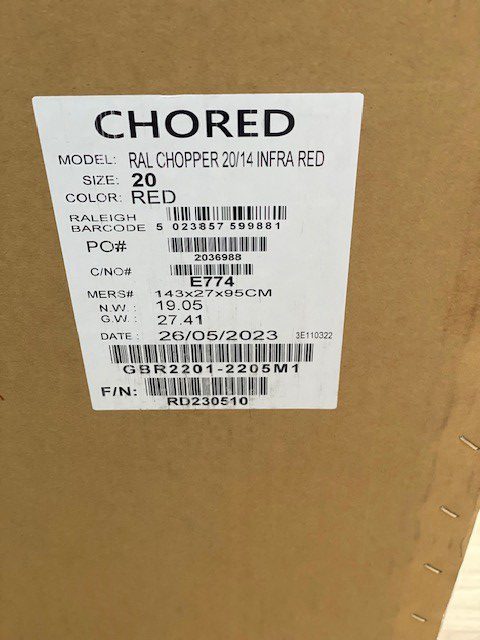 CHORED
MODEL: RAL CHOPPER 20/14 INFRA RED
SIZE: 20
COLOR: RED
RALEIGH
BARCODE 5 023857 599881
PO#
2036988
C/NO#
E774
MERS# 143x27x95CM
N.W. : 19.05
G.W. : 27.41
DATE : 26/05/2023 3E110322
GBR2201-2205M1
F/N:
RD230510